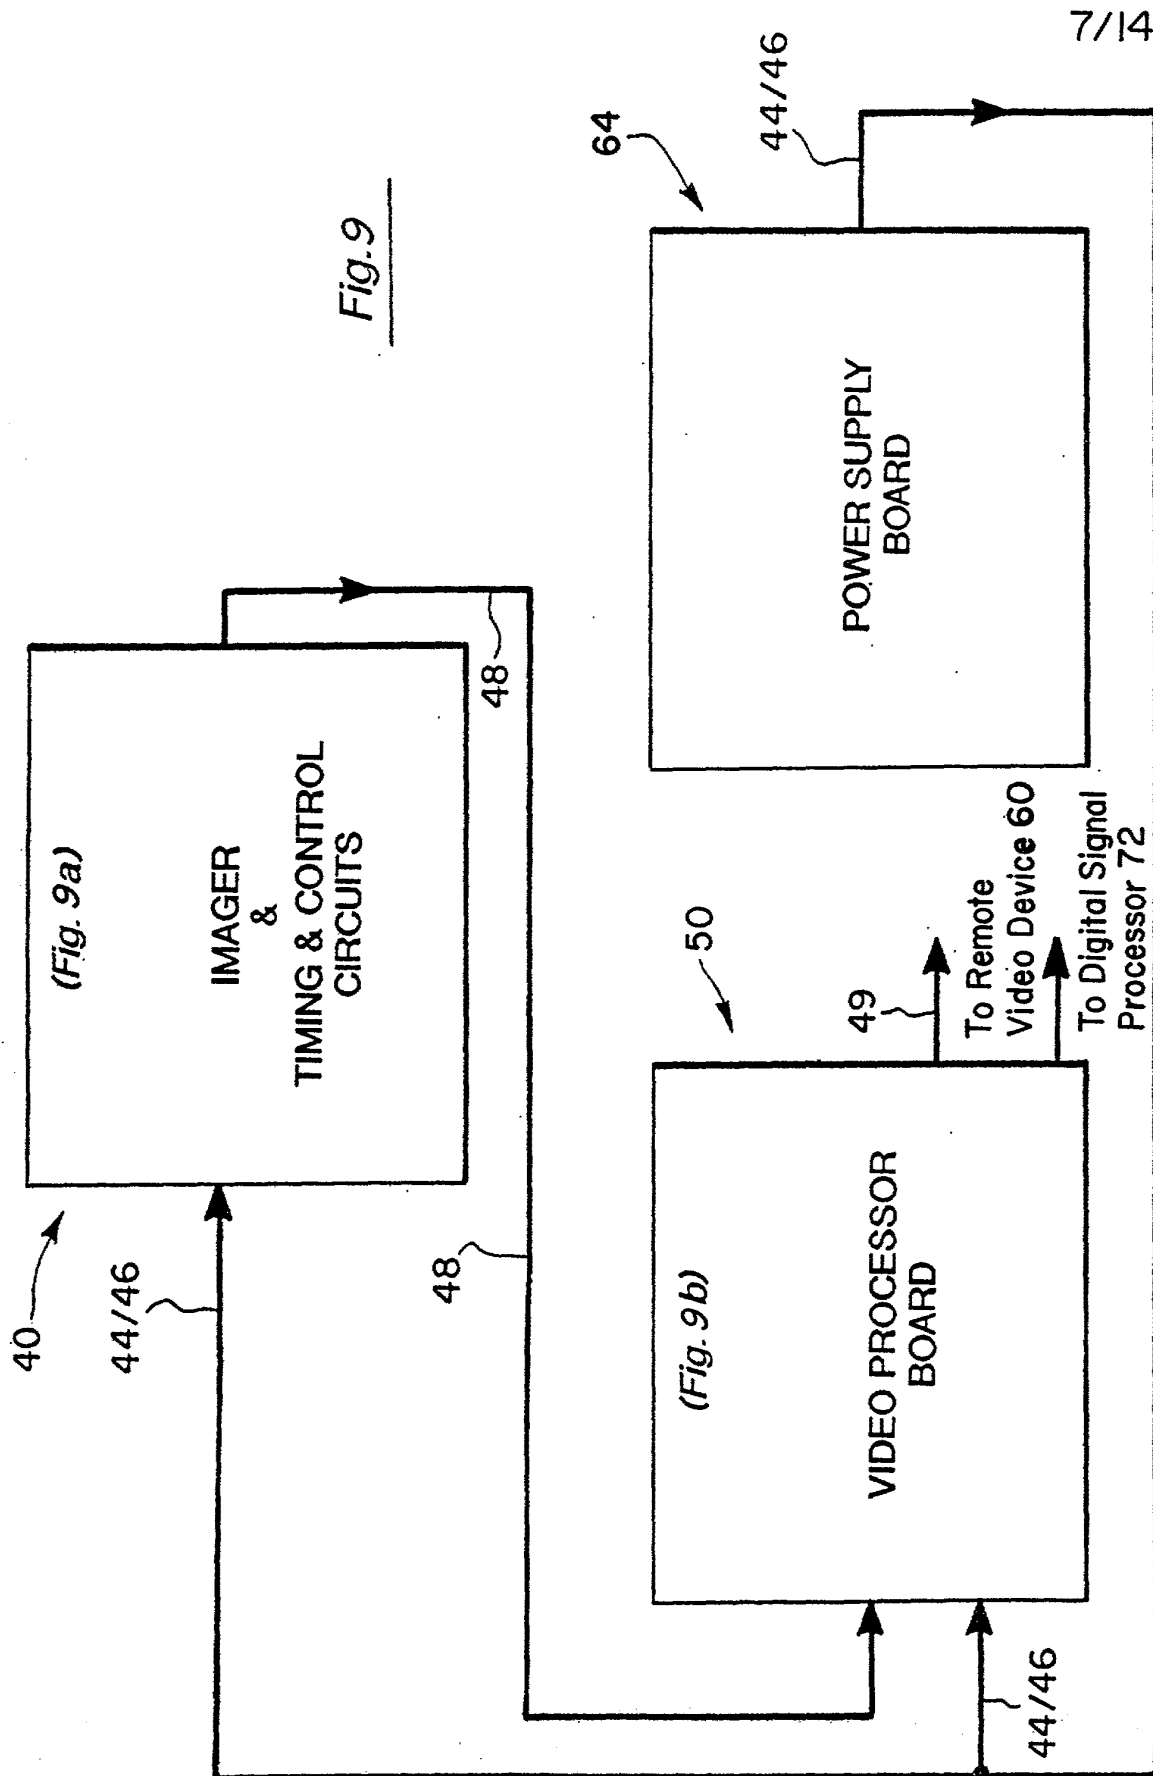 7/14
Fig.9
40
44/46
(Fig. 9a)
IMAGER
&
TIMING & CONTROL
CIRCUITS
48
48
50
(Fig. 9b)
VIDEO PROCESSOR
BOARD
44/46
49
To Remote
Video Device 60
To Digital Signal
Processor 72
64
POWER SUPPLY
BOARD
44/46